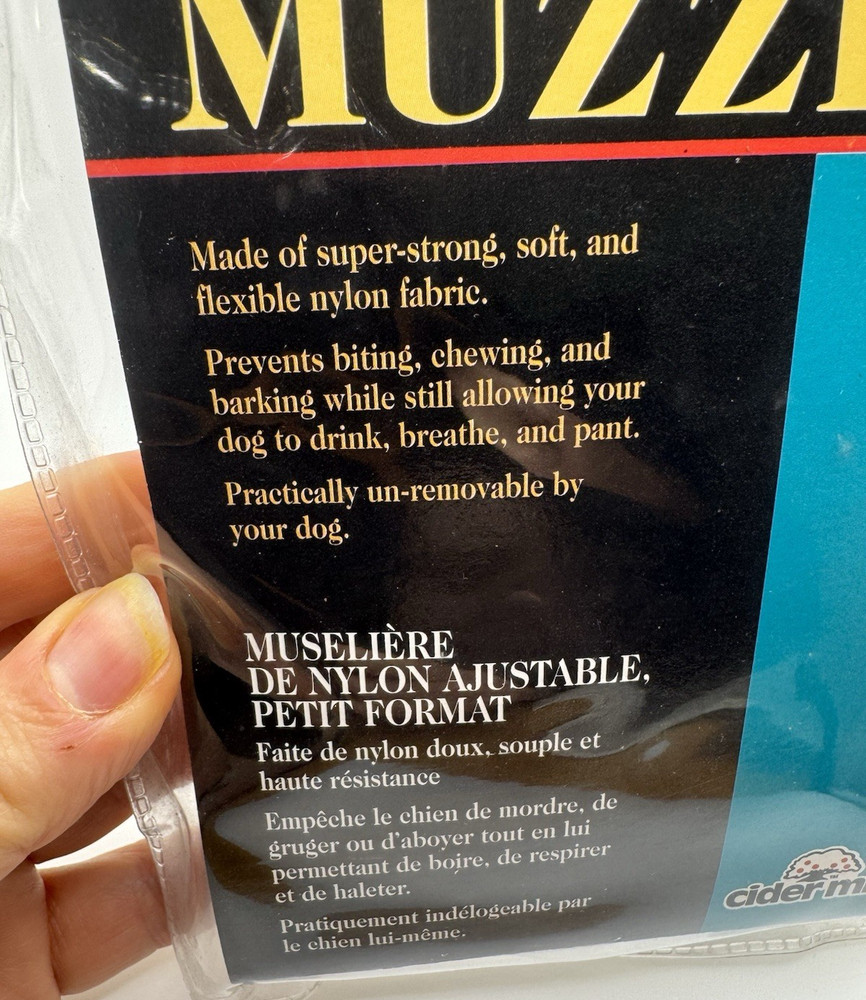 MUZZ
Made of super-strong, soft, and
flexible nylon fabric.
Prevents biting, chewing, and
barking while still allowing your
dog to drink, breathe, and pant.
Practically un-removable by
your dog.
MUSELIÈRE
DE NYLON AJUSTABLE,
PETIT FORMAT
Faite de nylon doux, souple et
haute résistance
Empêche le chien de mordre, de
gruger ou d'aboyer tout en lui
permettant de boire, de respirer
et de haleter.
Pratiquement indélogeable par
le chien lui-même.
cider m